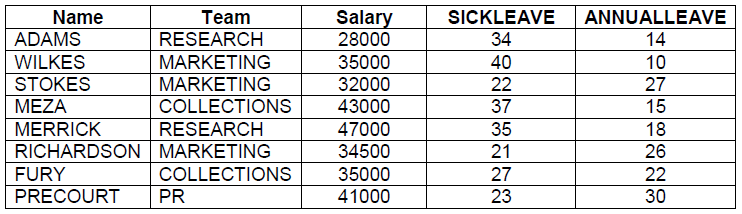 Name Team Salary SICKLEAVE ANNUALLEAVE
ADAMS RESEARCH 28000 34 14
WILKES MARKETING 35000 40 10
STOKES MARKETING 32000 22 27
MEZA COLLECTIONS 43000 37 15
MERRICK RESEARCH 47000 35 18
RICHARDSON MARKETING 34500 21 26
FURY COLLECTIONS 35000 27 22
PRECOURT PR 41000 23 30